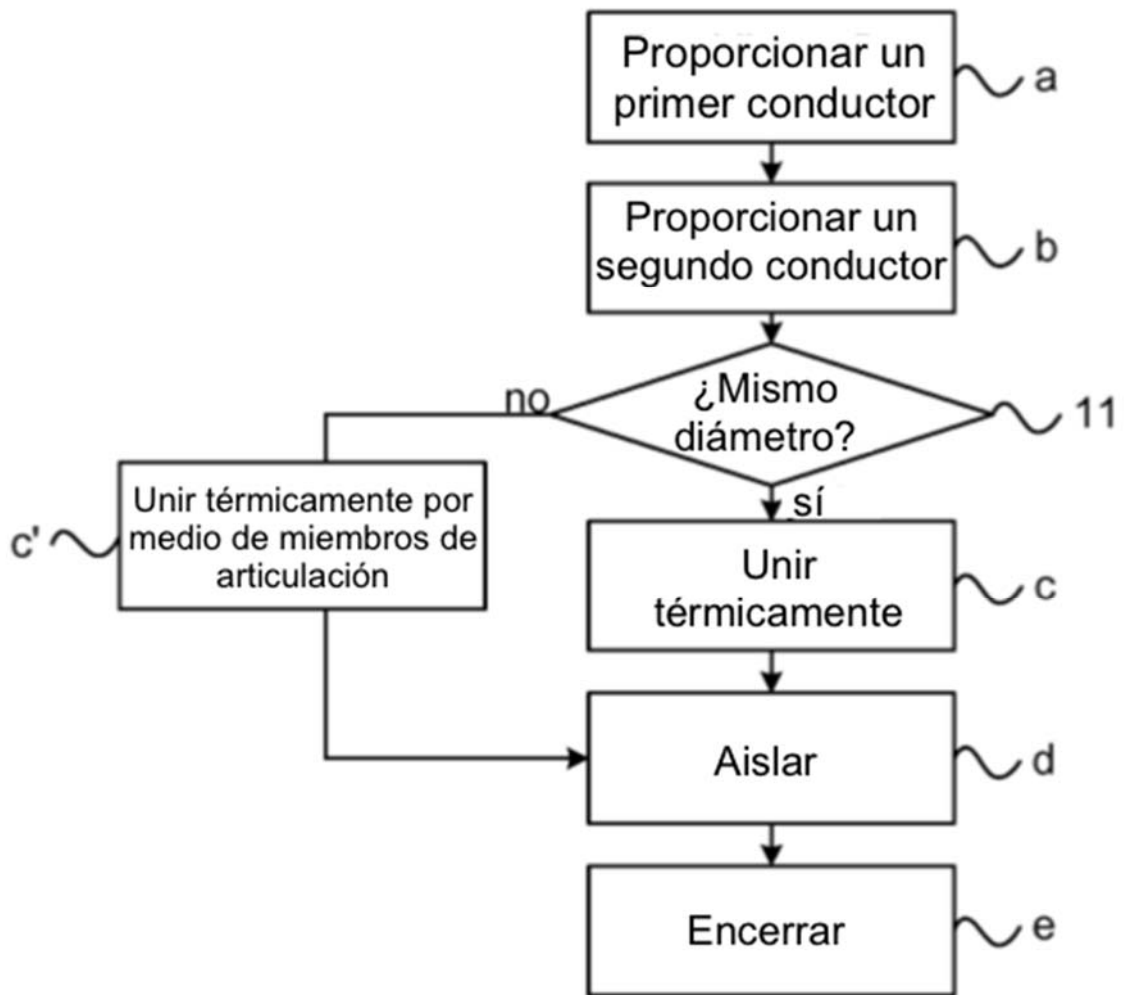 Proporcionar un
primer conductor
a
Proporcionar un
segundo conductor
b
¿Mismo
diámetro?
11
no
sí
Unir térmicamente por
medio de miembros de
articulación
c'
Unir
térmicamente
c
Aislar
d
Encerrar
e